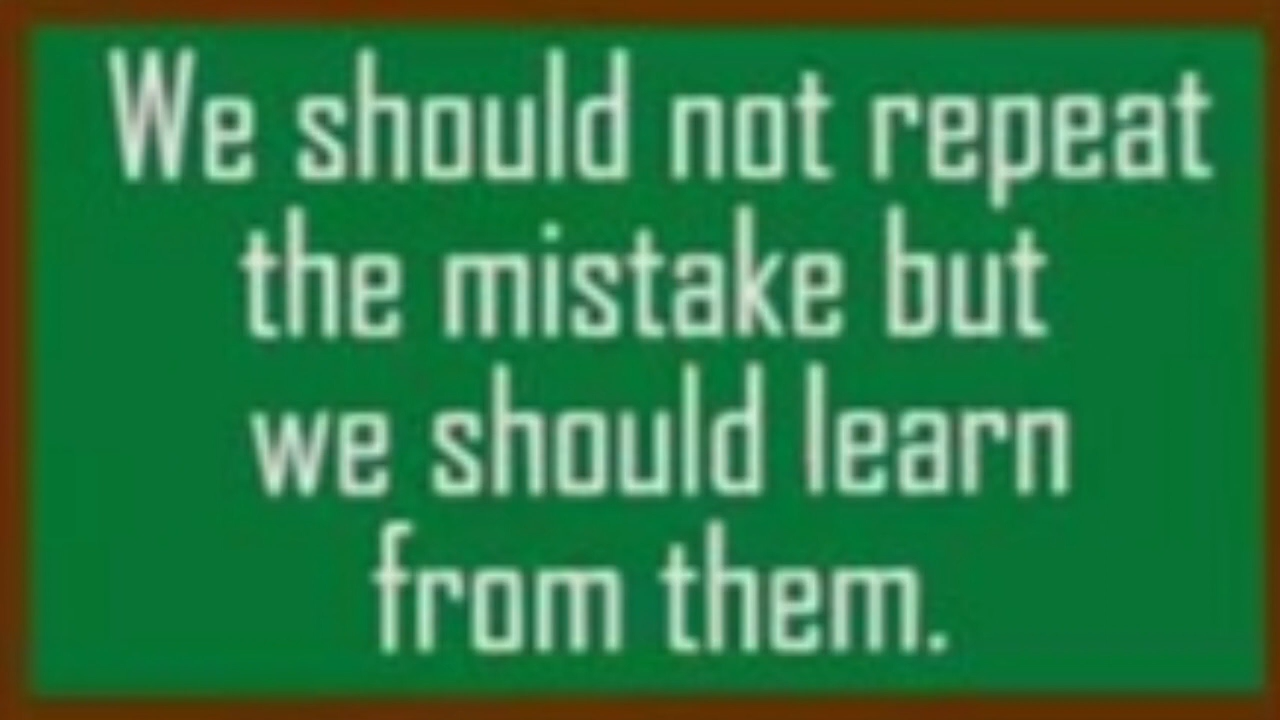 We should not repeat
the mistake but
we should learn
from them.